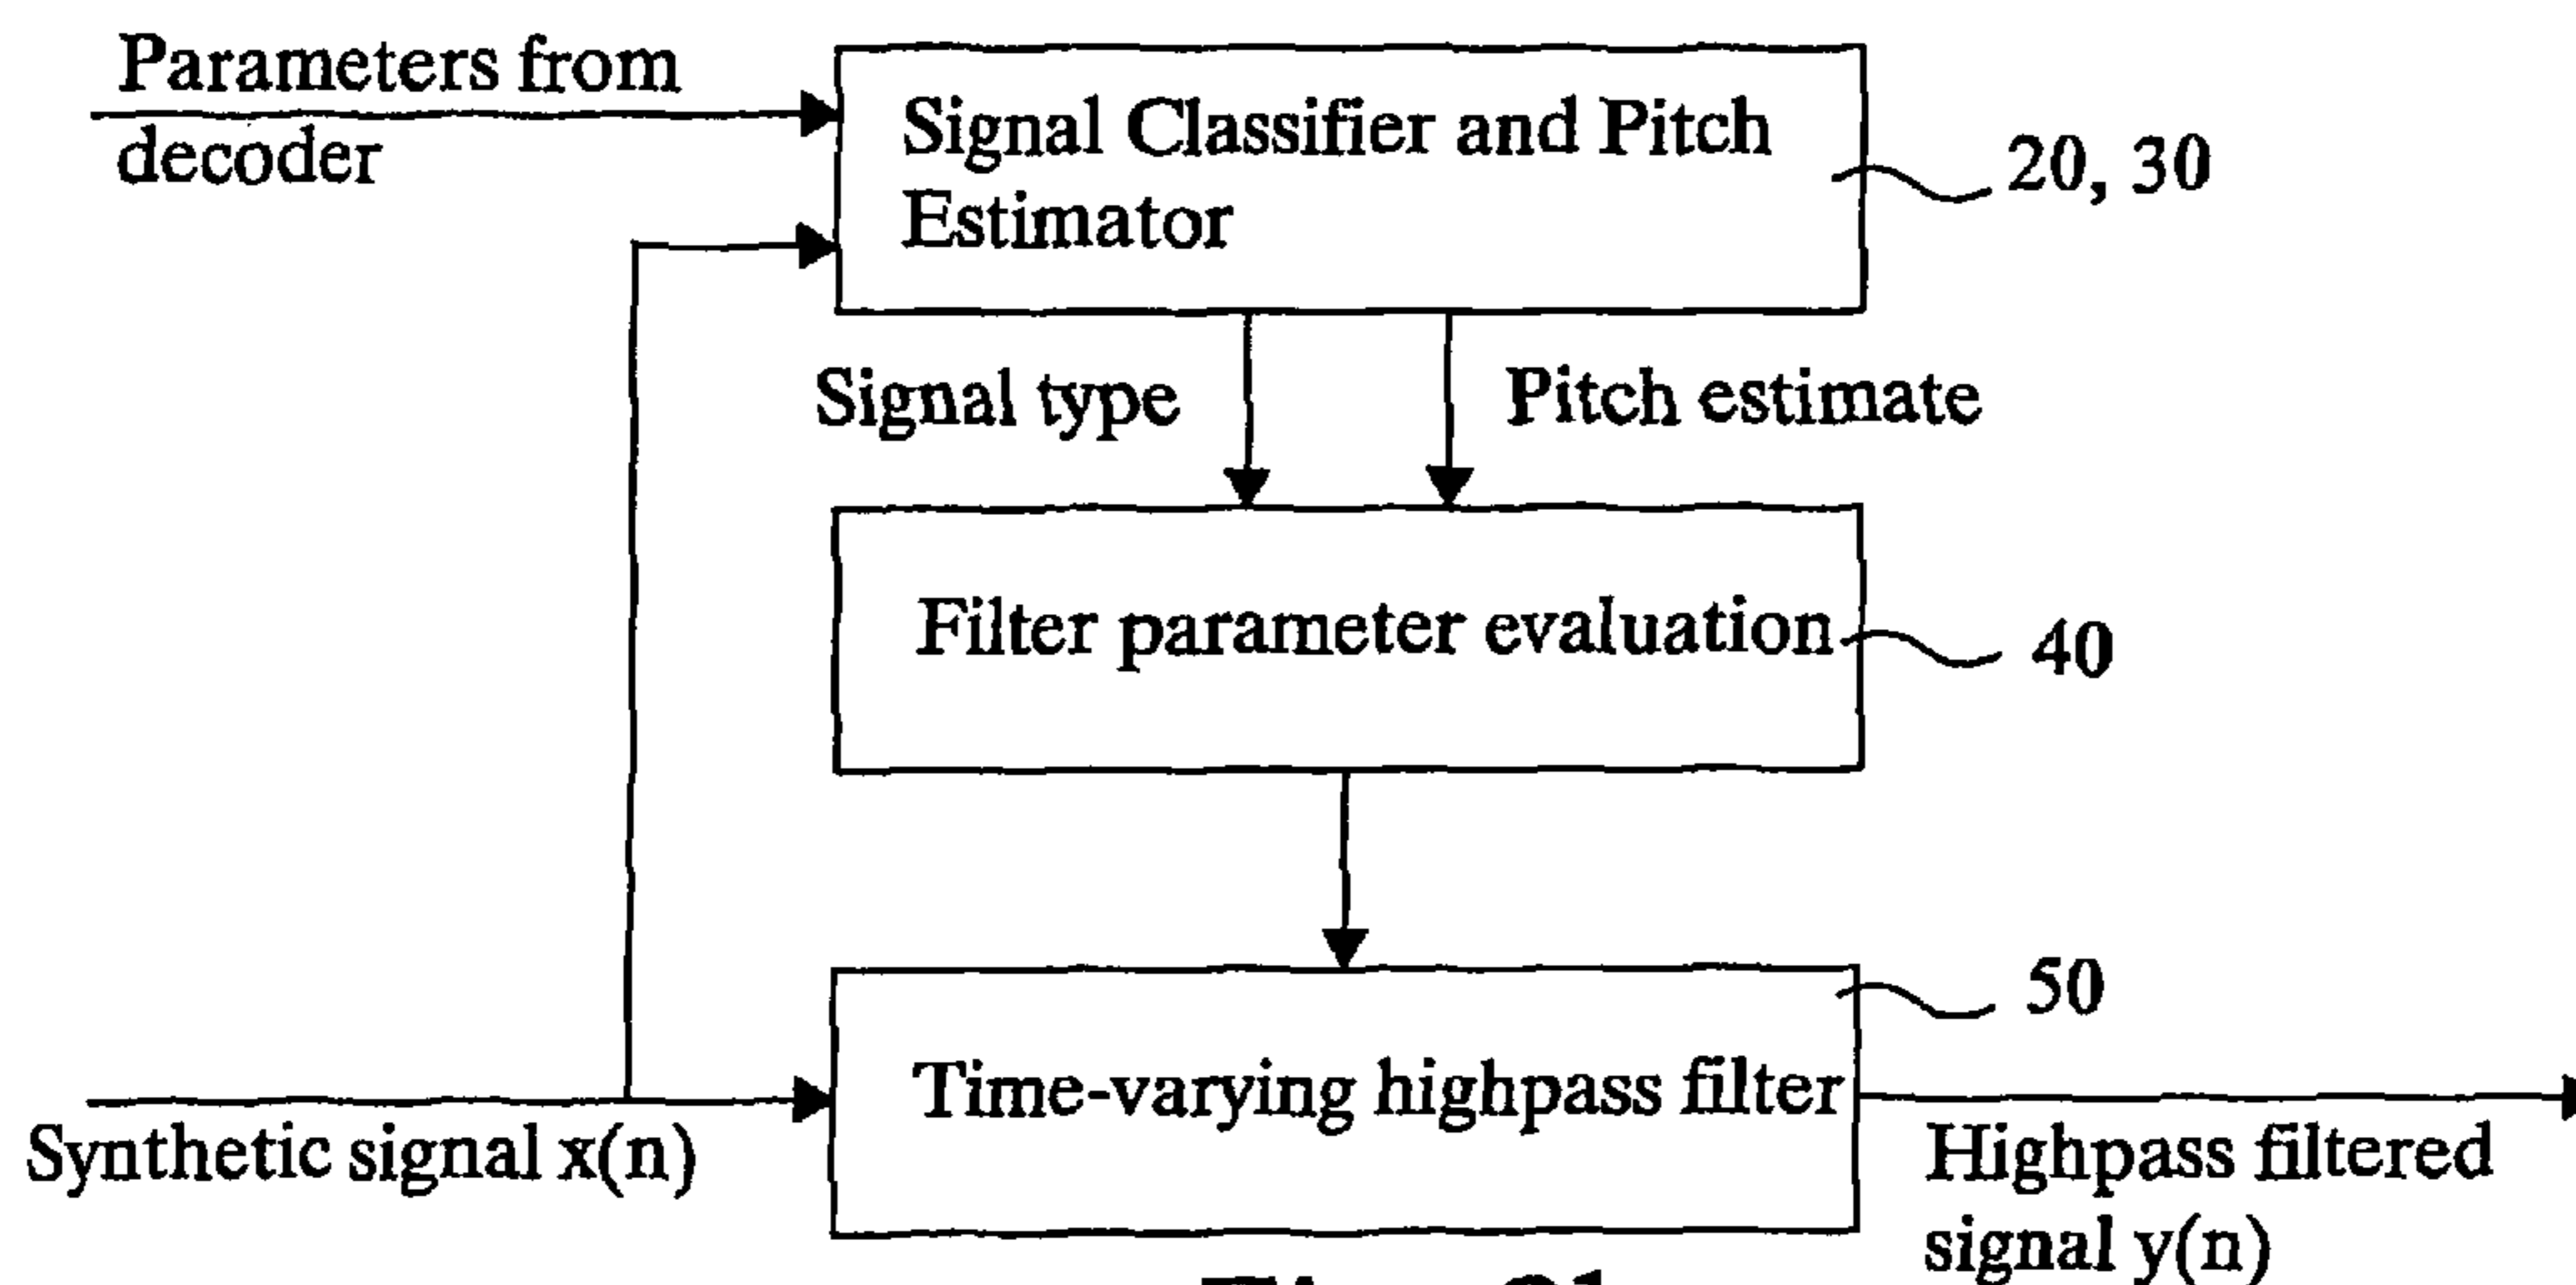 Parameters from
decoder
Signal Classifier and Pitch
Estimator
20, 30
Signal type
Pitch estimate
Filter parameter evaluation
40
50
Time-varying highpass filter
Synthetic signal x(n)
Highpass filtered
signal y(n)